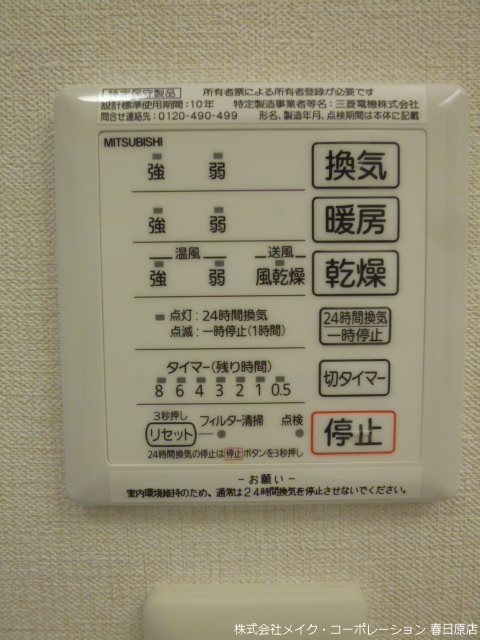 特定保守製品 所有者票による所有者登録が必要です
設計標準使用期間:10年 特定製造事業者等名:三菱電機株式会社
問合せ連絡先:0120-490-499 形名、製造年月、点検期間は本体に記載
MITSUBISHI
強 弱 換気
強 弱 暖房
温風 送風
強 弱 風乾燥 乾燥
点灯:24時間換気
点滅:一時停止(1時間)
24時間換気
一時停止
タイマー(残り時間)
8 6 4 3 2 1 0.5
切タイマー
3秒押し
リセット フィルター清掃 点検
停止
24時間換気の停止は停止ボタンを3秒押し
-お願い-
室内環境維持のため、通常は24時間換気を停止させないでください。
株式会社メイク・コーポレーション 春日原店